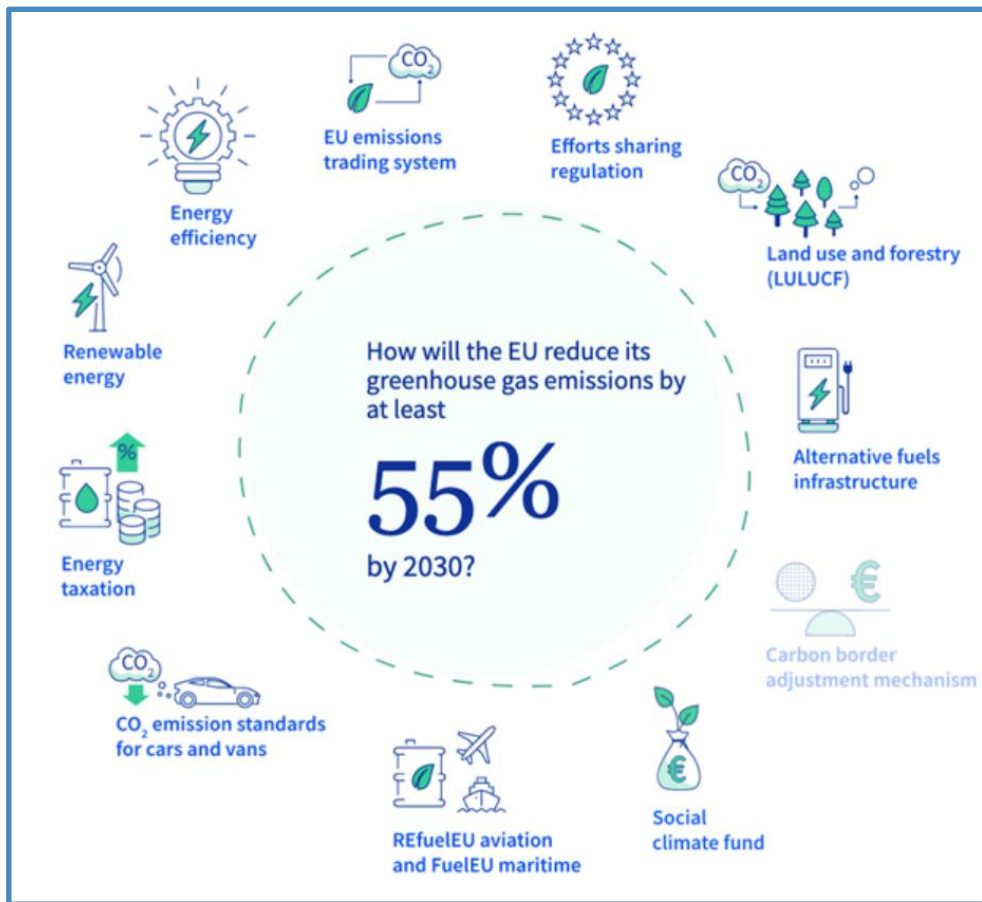 CO2
EU emissions
trading system
Efforts sharing
regulation
CO2
Land use and forestry
(LULUCF)
Alternative fuels
infrastructure
€
Carbon border
adjustment mechanism
€
Social
climate fund
REfuelEU aviation
and FuelEU maritime
CO2
CO2 emission standards
for cars and vans
%
Energy
taxation
Renewable
energy
Energy
efficiency
How will the EU reduce its
greenhouse gas emissions by
at least
55%
by 2030?